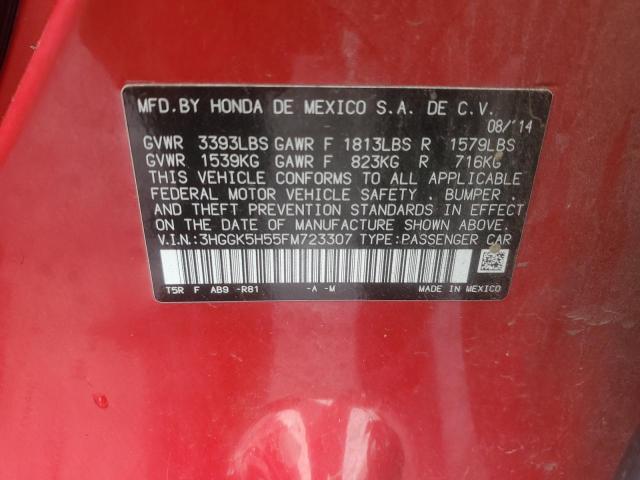 MFD.BY HONDA DE MEXICO S.A. DE C.V.
08/'14
GVWR 3393LBS GAWR F 1813LBS R 1579LBS
GVWR 1539KG GAWR F 823KG R 716KG
THIS VEHICLE CONFORMS TO ALL APPLICABLE
FEDERAL MOTOR VEHICLE SAFETY , BUMPER ,
AND THEFT PREVENTION STANDARDS IN EFFECT
ON THE DATE OF MANUFACTURE SHOWN ABOVE.
V.I.N.:3HGGK5H55FM723307 TYPE:PASSENGER CAR
T5R F AB9 -R81 -A -M MADE IN MEXICO